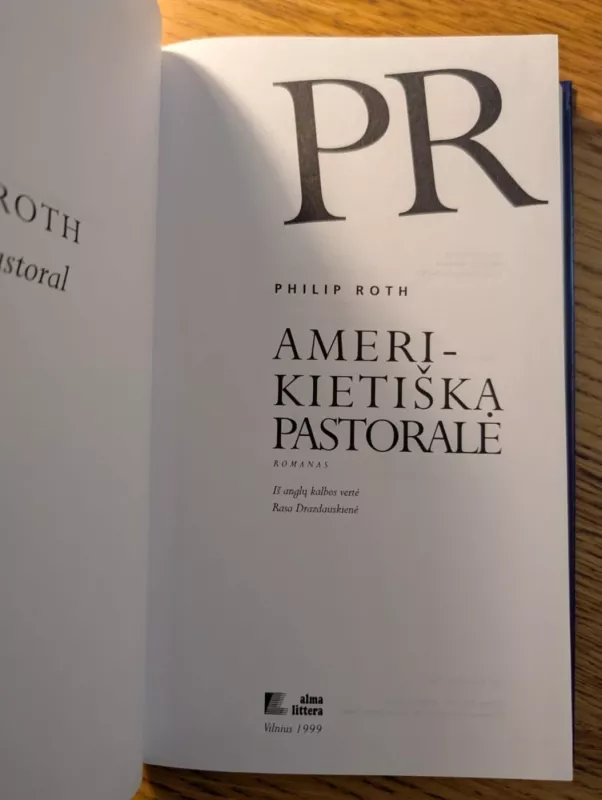 ROTH
astoral
PR
PHILIP ROTH
AMERI-
KIETIŠKA
PASTORALĖ
ROMANAS
Iš anglų kalbos vertė
Rasa Drazdauskienė
alma
littera
Vilnius 1999